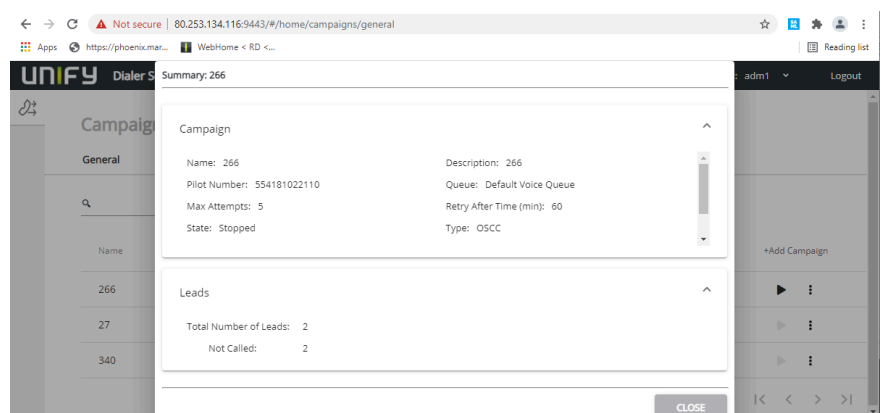 Not secure | 80.253.134.116:9443/#/home/campaigns/general
Apps https://phoenix.mar... WebHome < RD <... Reading list
UNIFY Dialer S Summary: 266 : adm1 Logout
Campaig
General
Campaign
Name: 266 Description: 266
Pilot Number: 554181022110 Queue: Default Voice Queue
Max Attempts: 5 Retry After Time (min): 60
State: Stopped Type: OSCC
Name +Add Campaign
266
Leads
27
Total Number of Leads: 2
Not Called: 2
340
CLOSE